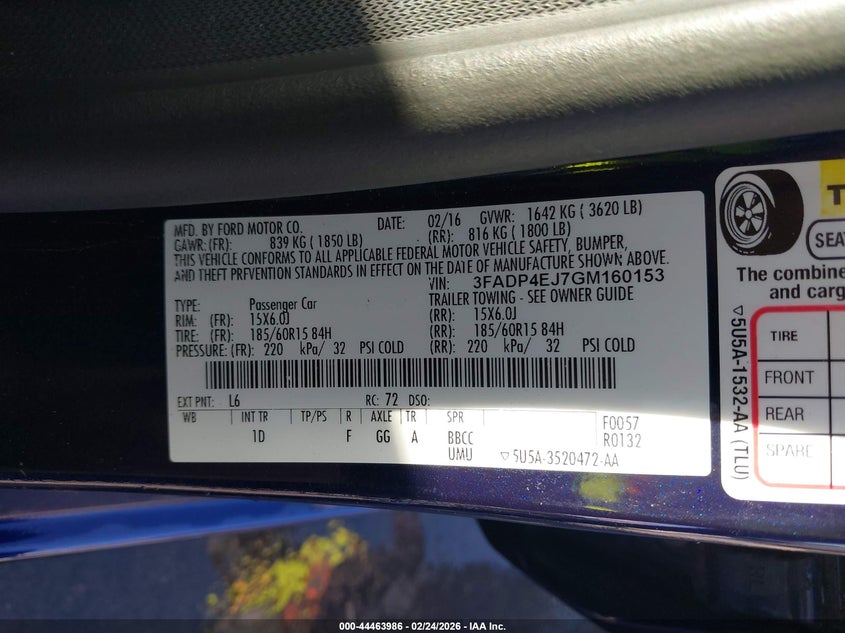 MFD. BY FORD MOTOR CO. DATE: 02/16 GVWR: 1642 KG ( 3620 LB)
GAWR: (FR): 839 KG ( 1850 LB) (RR): 816 KG ( 1800 LB)
THIS VEHICLE CONFORMS TO ALL APPLICABLE FEDERAL MOTOR VEHICLE SAFETY, BUMPER,
AND THEFT PREVENTION STANDARDS IN EFFECT ON THE DATE OF MANUFACTURE SHOWN ABOVE.
VIN: 3FADP4EJ7GM160153
TYPE: Passenger Car TRAILER TOWING - SEE OWNER GUIDE
RIM: (FR): 15X6.0J (RR): 15X6.0J
TIRE: (FR): 185/60R15 84H (RR): 185/60R15 84H
PRESSURE: (FR): 220 kPa/ 32 PSI COLD (RR): 220 kPa/ 32 PSI COLD
EXT PNT: L6 RC: 72 DSO:
WB INT TR TP/PS R AXLE TR SPR
1D F GG A BBCC
UMU
F0057
R0132
▽5U5A-3520472-AA
SEAT
The combine
and carg
TIRE
FRONT
REAR
SPARE
▽5U5A-1532-AA (TLU)
000-44463986 - 02/24/2026 - IAA Inc.